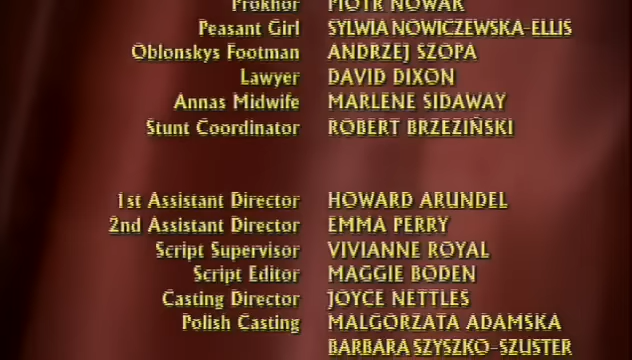 Prokhor PIOTR NOWAK
Peasant Girl SYLWIA NOWICZEWSKA-ELLIS
Oblonskys Footman ANDRZEJ SZOPA
Lawyer DAVID DIXON
Annas Midwife MARLENE SIDAWAY
Stunt Coordinator ROBERT BRZEZIŃSKI
1st Assistant Director HOWARD ARUNDEL
2nd Assistant Director EMMA PERRY
Script Supervisor VIVIANNE ROYAL
Script Editor MAGGIE BODEN
Casting Director JOYCE NETTLES
Polish Casting MALGORZATA ADAMSKA
BARBARA SZYSZKO-SZUSTER